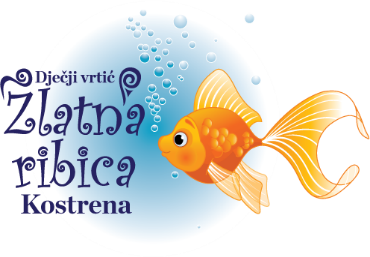 Dječji vrtić
Zlatna
ribica
Kostrena